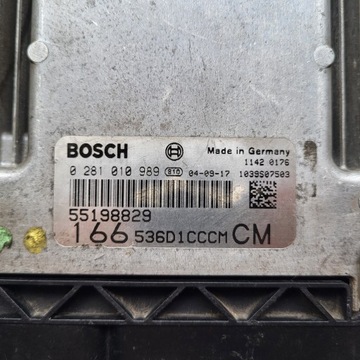 BOSCH Made in Germany
1142 0176
0 281 010 989 04-09-17 1039S07503
55198829
166 536D1CCCM CM